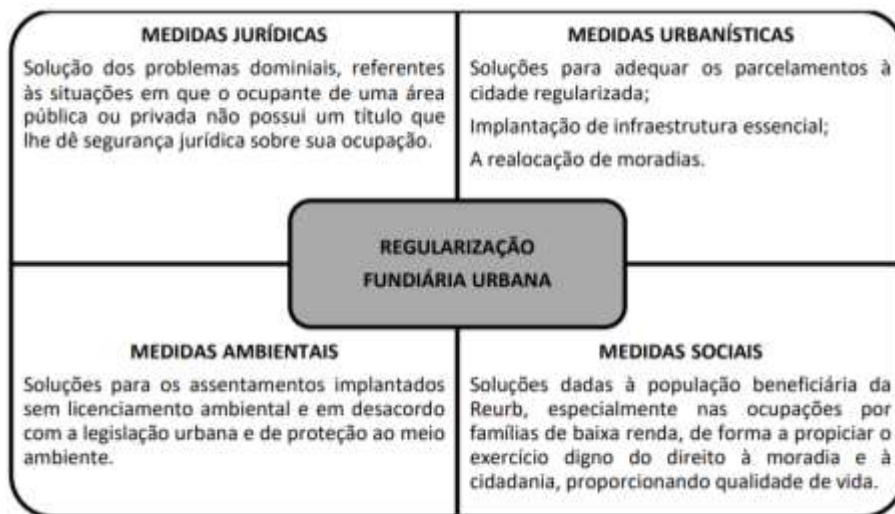 MEDIDAS JURÍDICAS
Solução dos problemas dominiais, referentes
às situações em que o ocupante de uma área
pública ou privada não possui um título que
lhe dê segurança jurídica sobre sua ocupação.
MEDIDAS URBANÍSTICAS
Soluções para adequar os parcelamentos à
cidade regularizada;
Implantação de infraestrutura essencial;
A realocação de moradias.
REGULARIZAÇÃO
FUNDIÁRIA URBANA
MEDIDAS AMBIENTAIS
Soluções para os assentamentos implantados
sem licenciamento ambiental e em desacordo
com a legislação urbana e de proteção ao meio
ambiente.
MEDIDAS SOCIAIS
Soluções dadas à população beneficiária da
Reurb, especialmente nas ocupações por
famílias de baixa renda, de forma a propiciar o
exercício digno do direito à moradia e à
cidadania, proporcionando qualidade de vida.